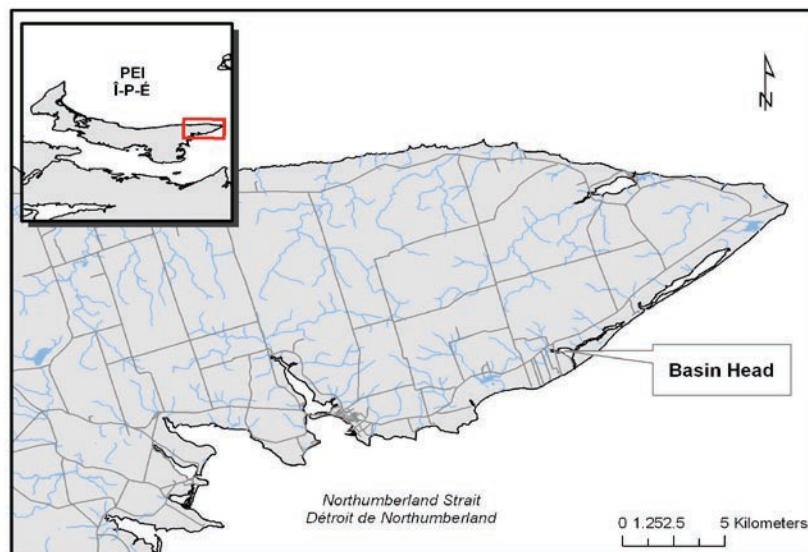 PEI
Î-P-É
N
Basin Head
Northumberland Strait
Détroit de Northumberland
0 1.252.5 5 Kilometers